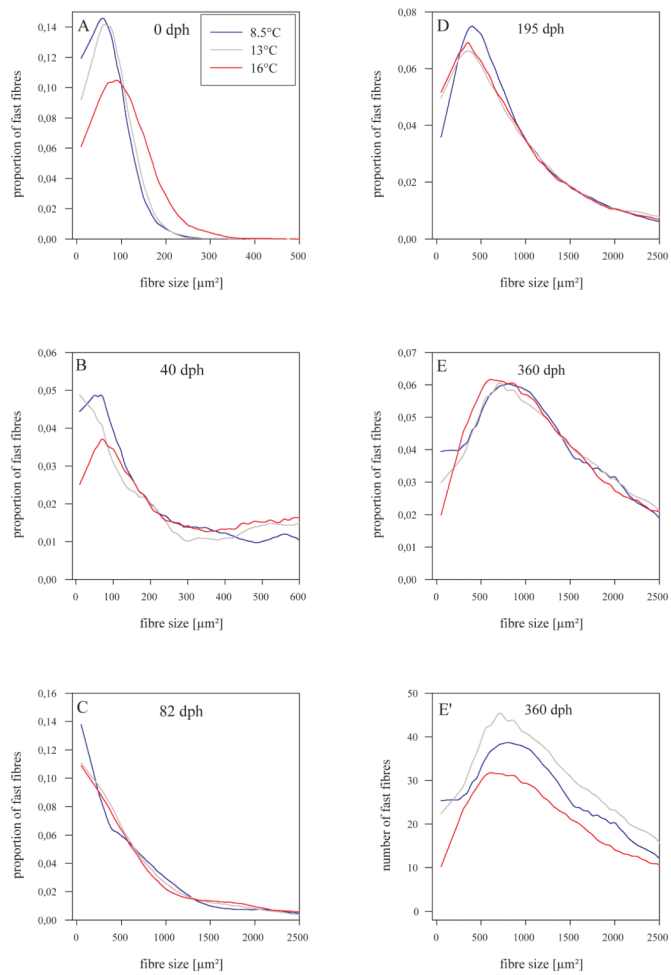 A
0 dph
8.5°C
13°C
16°C
proportion of fast fibres
0,14
0,12
0,10
0,08
0,06
0,04
0,02
0,00
0 100 200 300 400 500
fibre size [µm²]
D
195 dph
proportion of fast fibres
0,08
0,06
0,04
0,02
0,00
0 500 1000 1500 2000 2500
fibre size [µm²]
B
40 dph
proportion of fast fibres
0,06
0,05
0,04
0,03
0,02
0,01
0,00
0 100 200 300 400 500 600
fibre size [µm²]
E
360 dph
proportion of fast fibres
0,07
0,06
0,05
0,04
0,03
0,02
0,01
0,00
0 500 1000 1500 2000 2500
fibre size [µm²]
C
82 dph
proportion of fast fibres
0,16
0,14
0,12
0,10
0,08
0,06
0,04
0,02
0,00
0 500 1000 1500 2000 2500
fibre size [µm²]
E'
360 dph
number of fast fibres
50
40
30
20
10
0
0 500 1000 1500 2000 2500
fibre size [µm²]